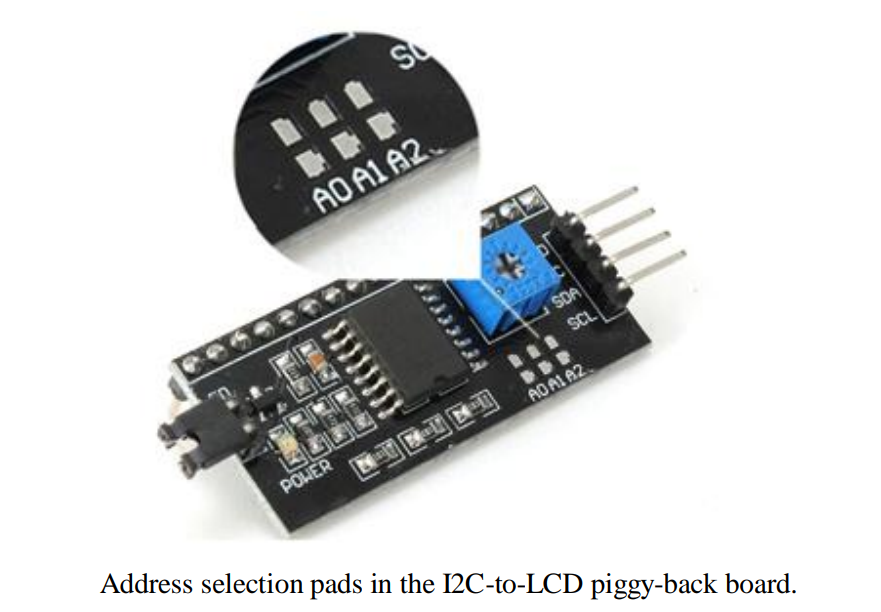 SC
A0 A1 A2
C
SDA
SCL
A0 A1 A2
POWER
Address selection pads in the I2C-to-LCD piggy-back board.